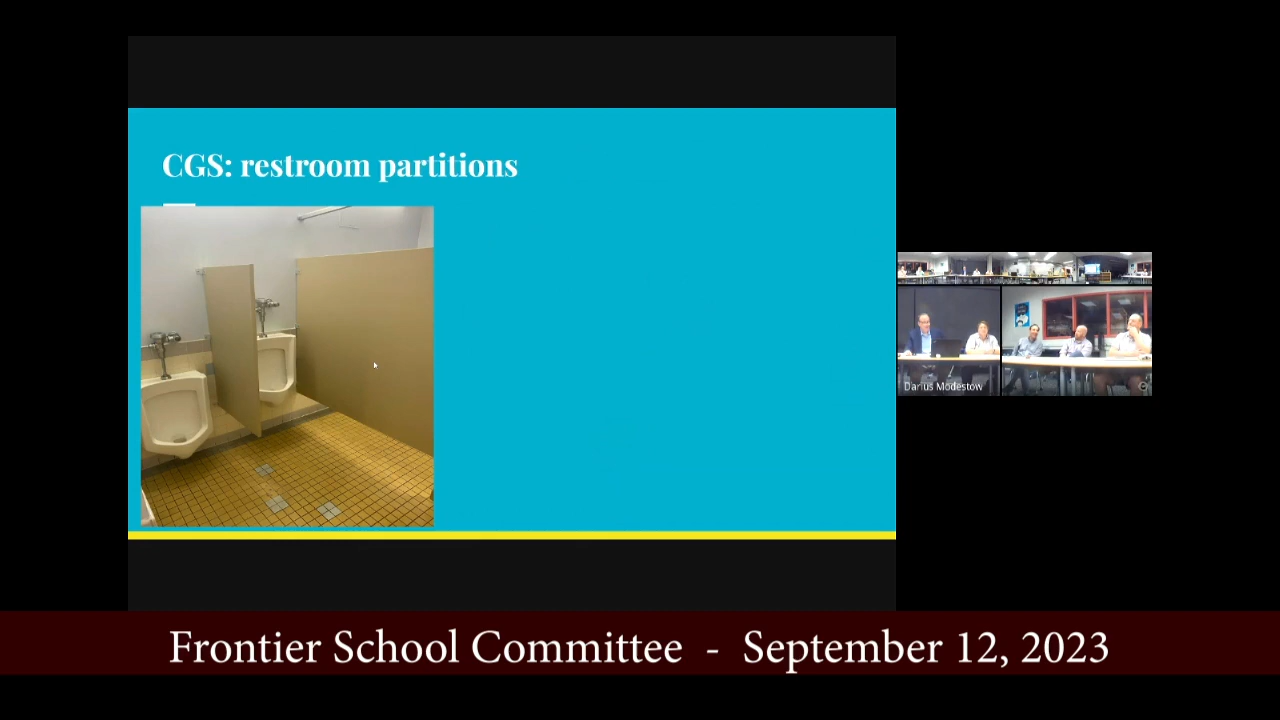 CGS: restroom partitions
Darius Modestow
Frontier School Committee - September 12, 2023